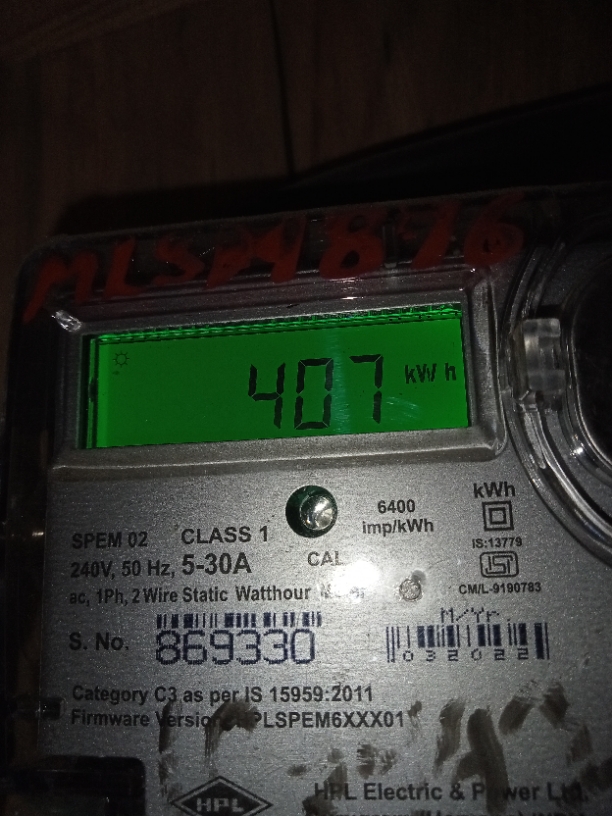 407 kWh
kWh
6400
imp/kWh
IS:13779
ISI
CM/L-9190783
SPEM 02 CLASS 1
240V, 50 Hz, 5-30A
CAL
ac, 1Ph, 2 Wire Static Watthour
S. No. 869330
M/Yr.
032022
Category C3 as per IS 15959:2011
Firmware Version: HPLSPEM6XXX01
HPL
HPL Electric & Power Ltd.